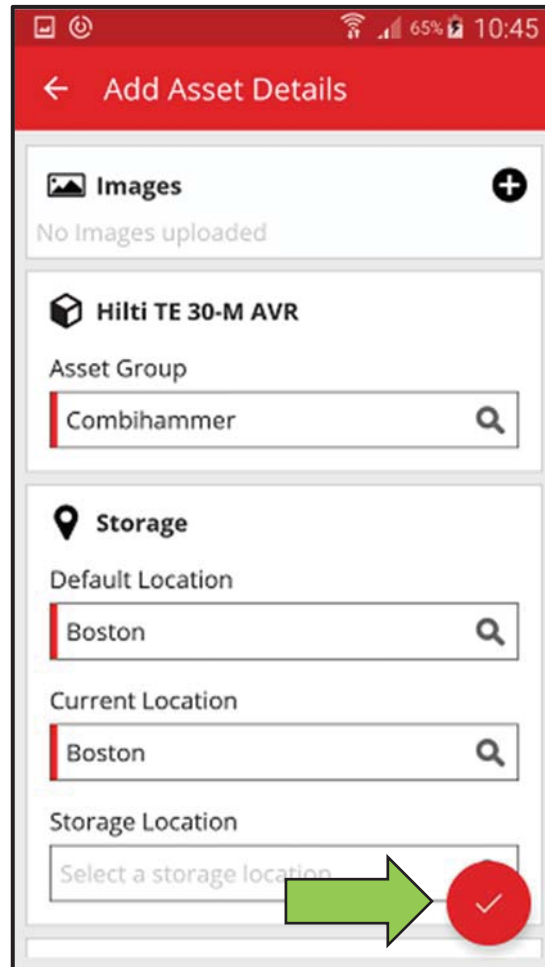 65% 10:45
Add Asset Details
Images
No Images uploaded
Hilti TE 30-M AVR
Asset Group
Combihammer
Storage
Default Location
Boston
Current Location
Boston
Storage Location
Select a storage location